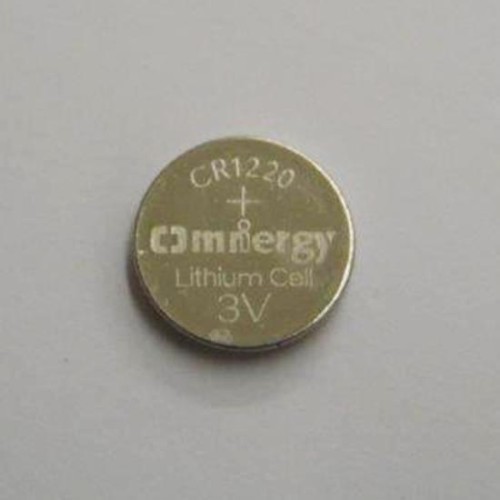 CR1220
+
Omnergy
Lithium Cell
3V